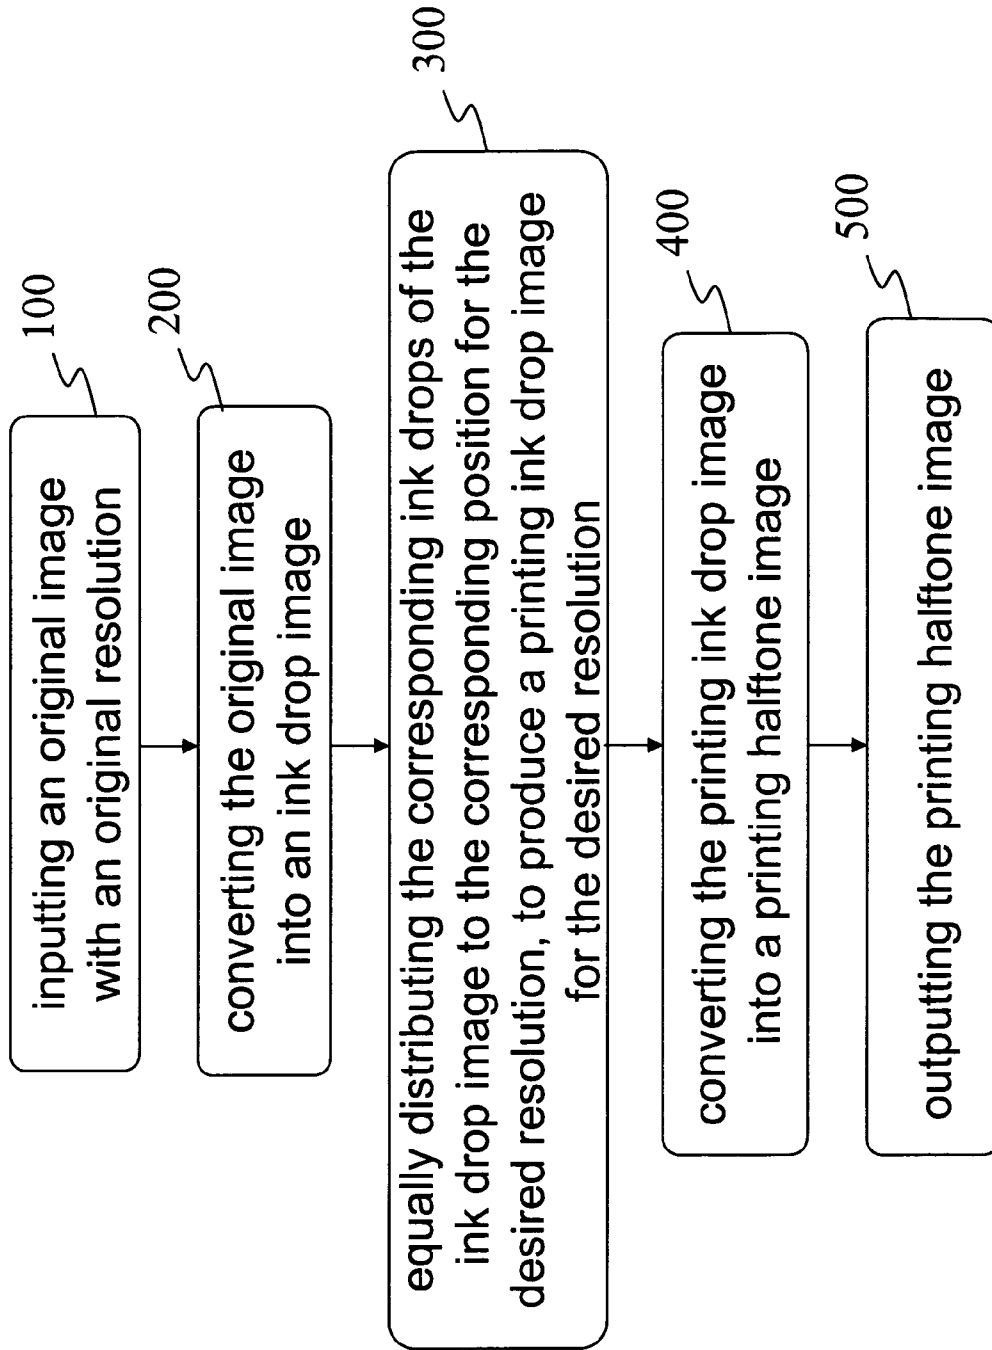 100
inputting an original image
with an original resolution
200
converting the original image
into an ink drop image
300
equally distributing the corresponding ink drops of the
ink drop image to the corresponding position for the
desired resolution, to produce a printing ink drop image
for the desired resolution
400
converting the printing ink drop image
into a printing halftone image
500
outputting the printing halftone image